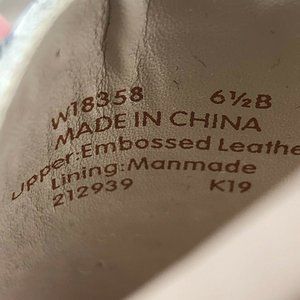 W18358 6½B
MADE IN CHINA
Upper:Embossed Leathe
Lining:Manmade
212939 K19